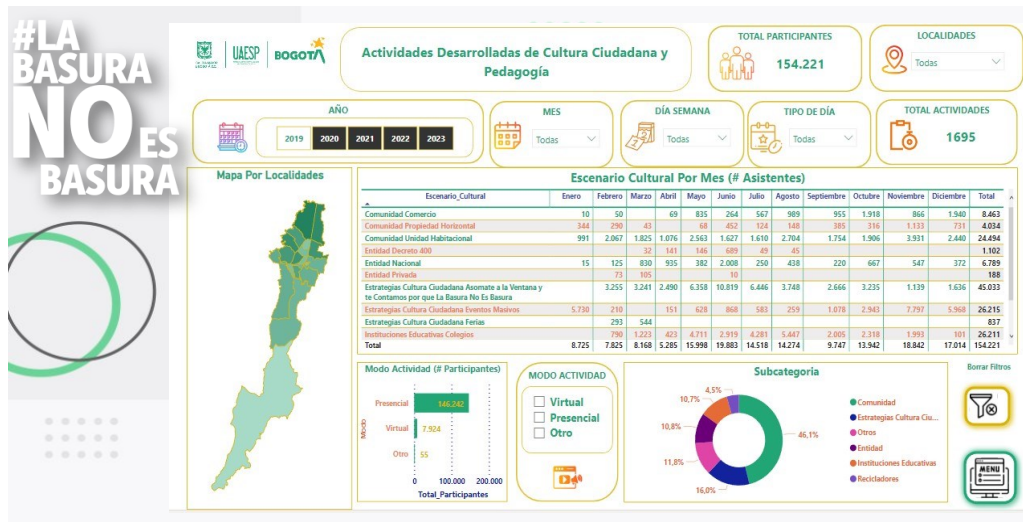 #LA
BASURA
NO ES
BASURA
UAESP
BOGOTÁ
Actividades Desarrolladas de Cultura Ciudadana y
Pedagogía
TOTAL PARTICIPANTES
154.221
LOCALIDADES
Todas
AÑO
2019 2020 2021 2022 2023
MES
Todas
DÍA SEMANA
Todas
TIPO DE DÍA
Todas
TOTAL ACTIVIDADES
1695
Mapa Por Localidades
Escenario Cultural Por Mes (# Asistentes)
Escenario_Cultural Enero Febrero Marzo Abril Mayo Junio Julio Agosto Septiembre Octubre Noviembre Diciembre Total
Comunidad Comercio 10 50 69 835 264 567 989 955 1.918 866 1.940 8.463
Comunidad Propiedad Horizontal 344 290 43 68 452 124 148 385 316 1.133 731 4.034
Comunidad Unidad Habitacional 991 2.067 1.825 1.076 2.563 1.627 1.610 2.704 1.754 1.906 3.931 2.440 24.494
Entidad Decreto 400 32 141 146 689 49 45 1.102
Entidad Nacional 15 125 830 935 382 2.008 250 438 220 667 547 372 6.789
Entidad Privada 73 105 10 188
Estrategias Cultura Ciudadana Asomate a la Ventana y
te Contamos por que La Basura No Es Basura 3.255 3.241 2.490 6.358 10.819 6.446 3.748 2.666 3.235 1.139 1.636 45.033
Estrategias Cultura Ciudadana Eventos Masivos 5.730 210 151 628 868 583 259 1.078 2.943 7.797 5.968 26.215
Estrategias Cultura Ciudadana Ferias 293 544 837
Instituciones Educativas Colegios 790 1.223 423 4.711 2.919 4.281 5.447 2.005 2.318 1.993 101 26.211
Total 8.725 7.825 8.168 5.285 15.998 19.883 14.518 14.274 9.747 13.942 18.842 17.014 154.221
Modo Actividad (# Participantes)
Modo
Presencial 146.242
Virtual 7.924
Otro 55
0 100.000 200.000
Total_Participantes
MODO ACTIVIDAD
Virtual
Presencial
Otro
Subcategoria
4,5%
10,7%
10,8%
46,1%
11,8%
16,0%
Comunidad
Estrategias Cultura Ciu...
Otros
Entidad
Instituciones Educativas
Recicladores
Borrar Filtros
MENU